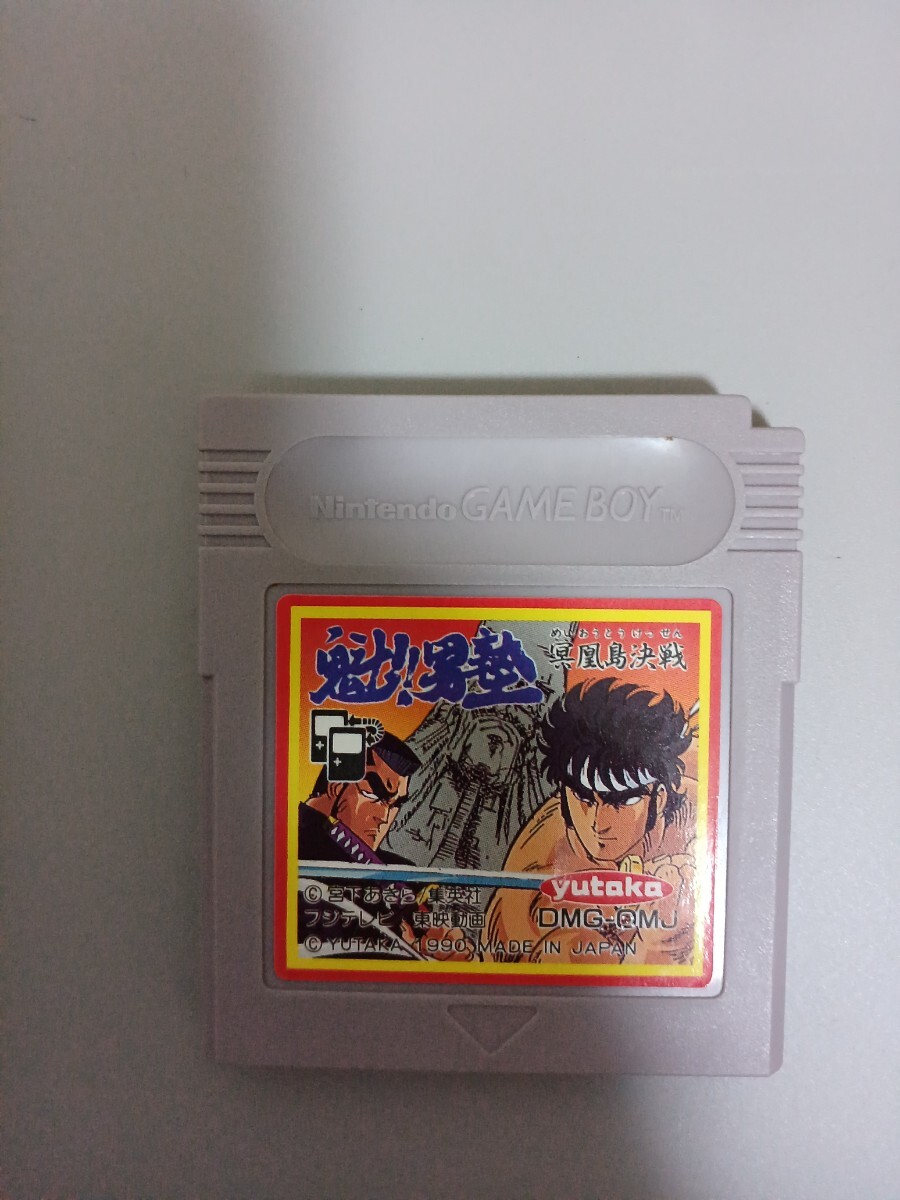 Nintendo GAME BOY TM
魁!!男塾
めいおうとうけっせん
冥凰島決戦
yutaka
© 宮下あきら/集英社
フジテレビ 東映動画
DMG-QMJ
© YUTAKA 1990 MADE IN JAPAN